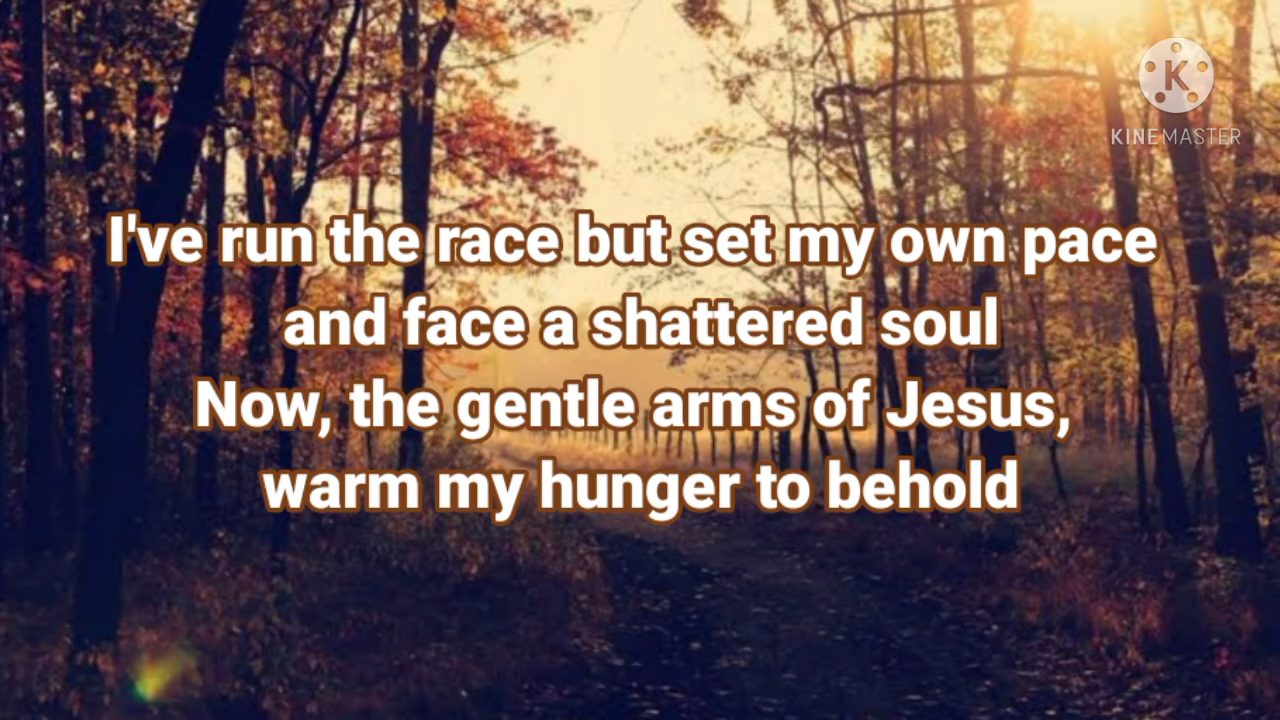 K
KINEMASTER
I've run the race but set my own pace
and face a shattered soul
Now, the gentle arms of Jesus,
warm my hunger to behold